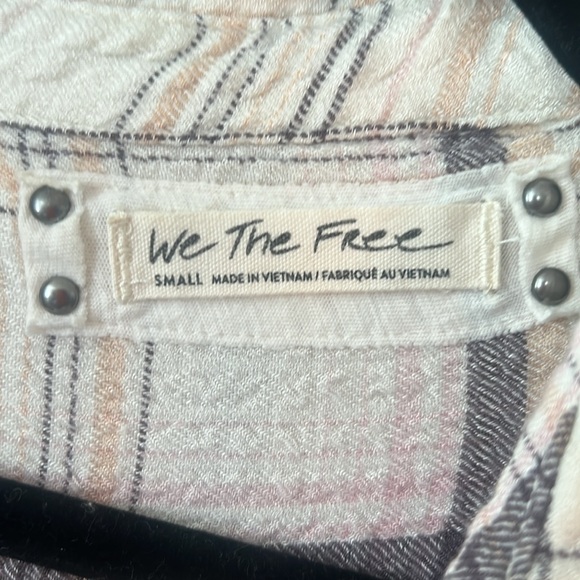 We The Free
SMALL MADE IN VIETNAM / FABRIQUÉ AU VIETNAM